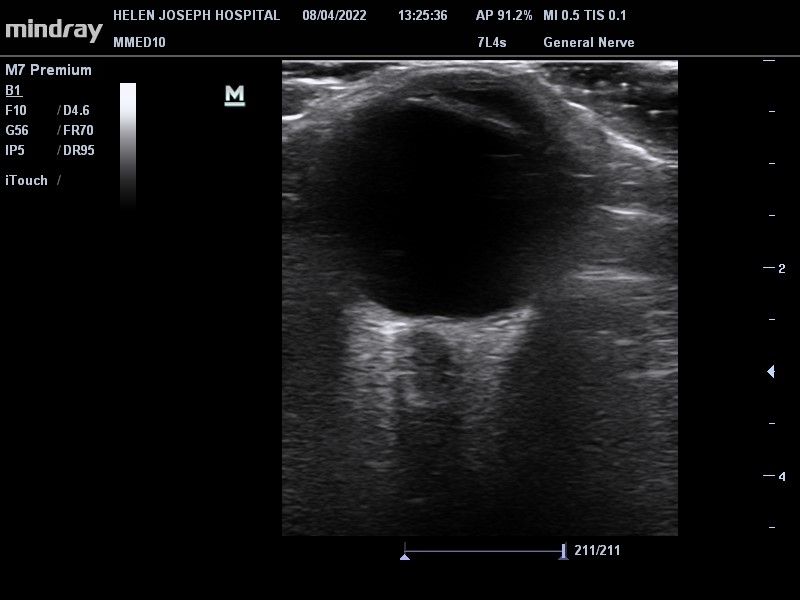 mindray HELEN JOSEPH HOSPITAL 08/04/2022 13:25:36 AP 91.2% MI 0.5 TIS 0.1
MMED10 7L4s General Nerve
M7 Premium
B1
F10 / D4.6
G56 / FR70
IP5 / DR95
iTouch /
M
2
4
211/211